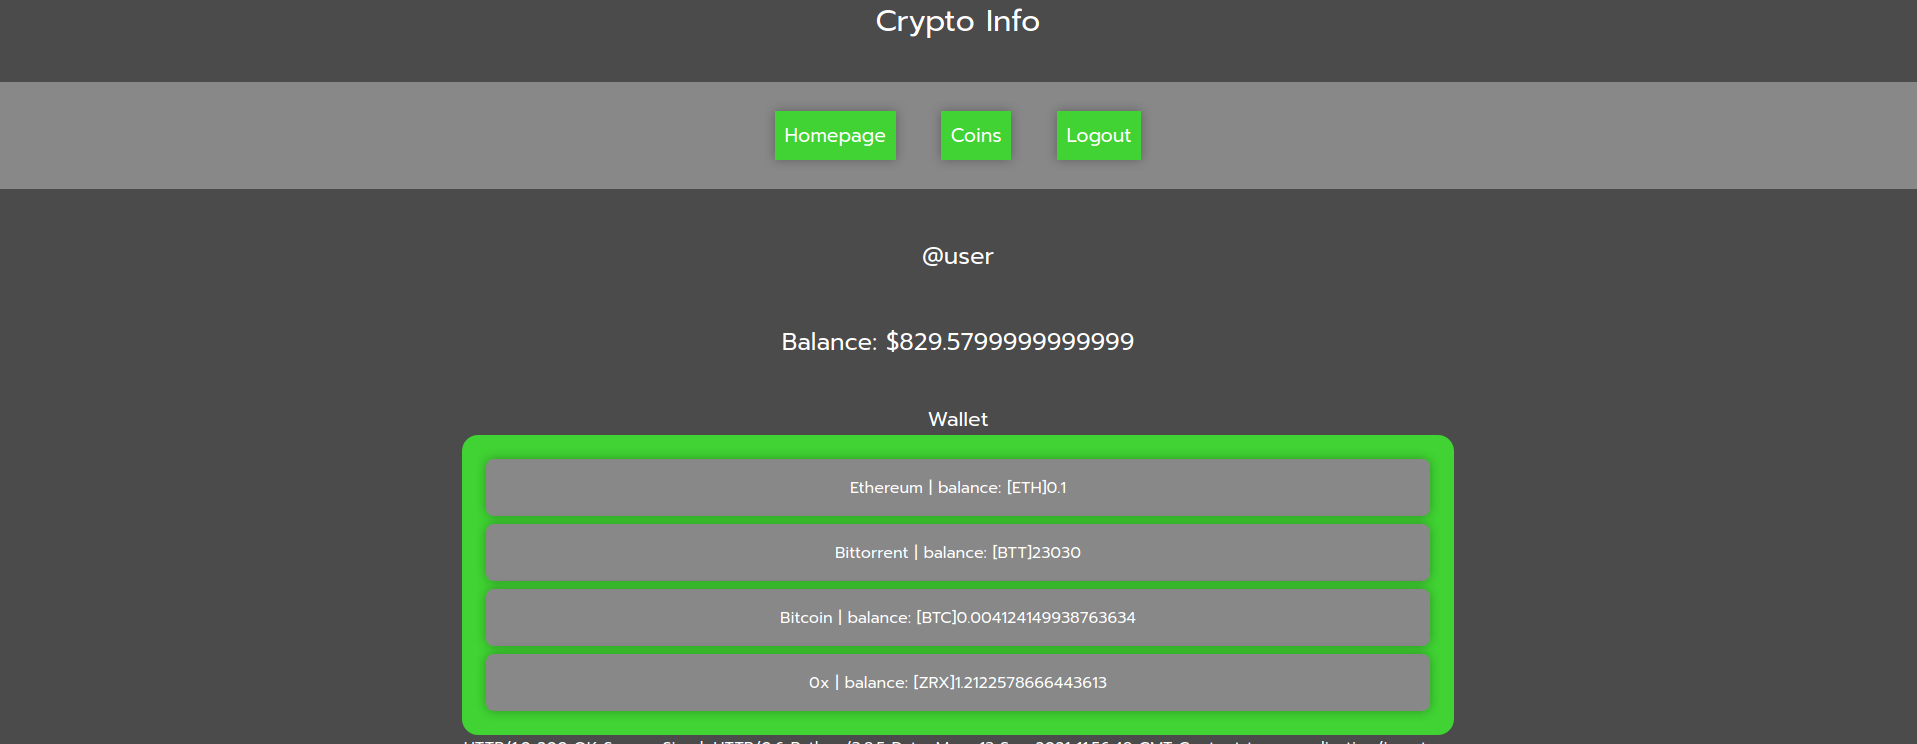 Crypto Info
Homepage Coins Logout
@user
Balance: $829.5799999999999
Wallet
Ethereum | balance: [ETH]0.1
Bittorrent | balance: [BTT]23030
Bitcoin | balance: [BTC]0.004124149938763634
0x | balance: [ZRX]1.2122578666443613